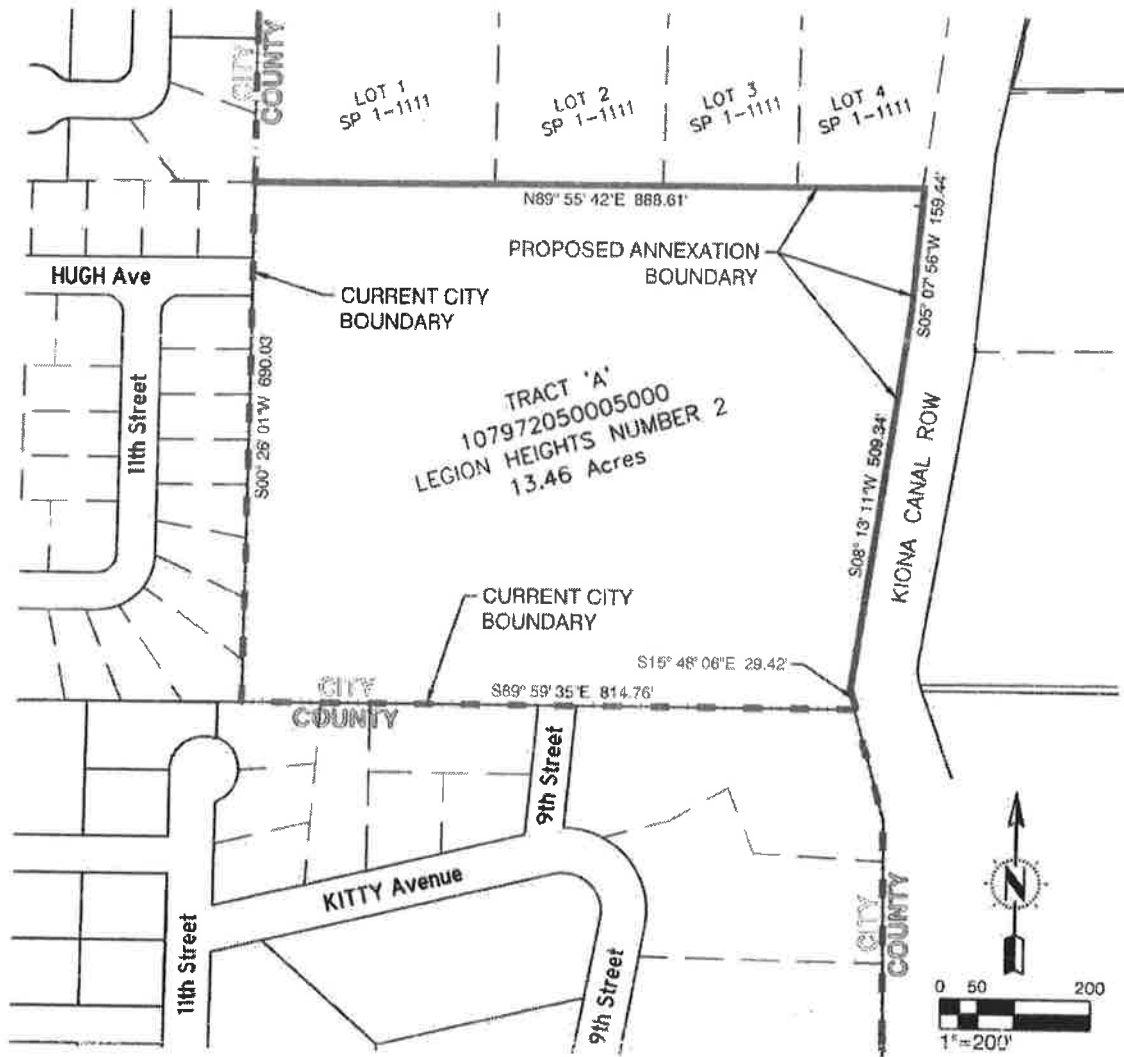 CITY
COUNTY
LOT 1
SP 1-1111
LOT 2
SP 1-1111
LOT 3
SP 1-1111
LOT 4
SP 1-1111
N89° 55' 42"E 888.61'
S05° 07' 56"W 159.44'
PROPOSED ANNEXATION
BOUNDARY
HUGH Ave
CURRENT CITY
BOUNDARY
11th Street
S00° 26' 01"W 690.03'
TRACT 'A'
107972050005000
LEGION HEIGHTS NUMBER 2
13.46 Acres
S08° 13' 11"W 509.34'
KIONA CANAL ROW
CURRENT CITY
BOUNDARY
S15° 48' 06"E 29.42'
CITY
COUNTY
S89° 59' 35"E 814.76'
9th Street
KITTY Avenue
11th Street
9th Street
CITY
COUNTY
N
0 50 200
1"=200'